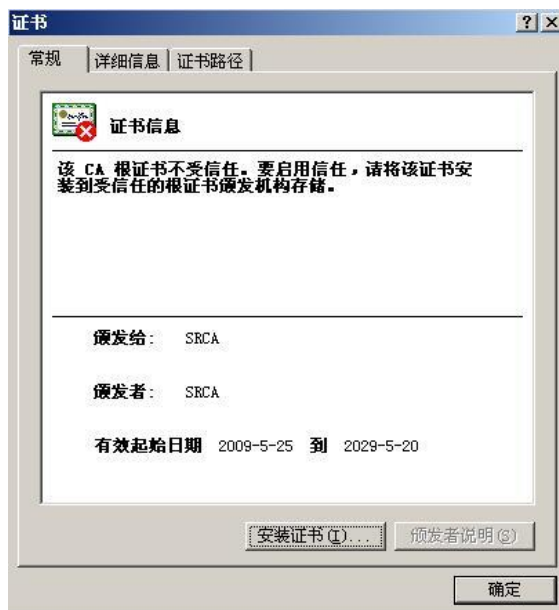 证书
常规 详细信息 证书路径
证书信息
该 CA 根证书不受信任。要启用信任，请将该证书安
装到受信任的根证书颁发机构存储。
颁发给： SRCA
颁发者： SRCA
有效起始日期 2009-5-25 到 2029-5-20
安装证书(I)... 颁发者说明(S)
确定